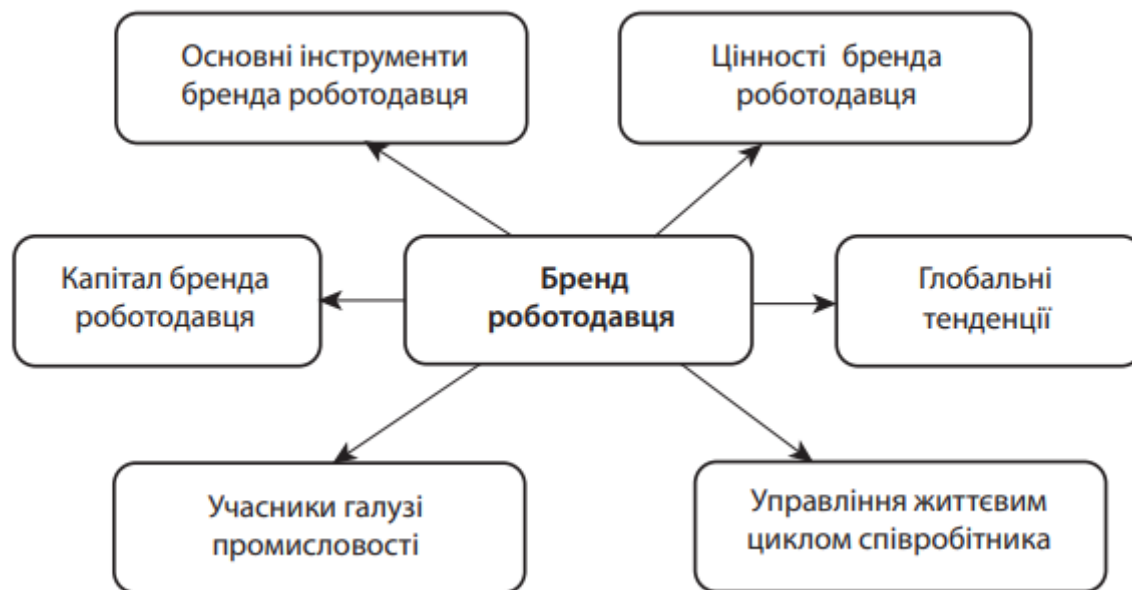 Основні інструменти
бренда роботодавця
Цінності бренда
роботодавця
Капітал бренда
роботодавця
Бренд
роботодавця
Глобальні
тенденції
Учасники галузі
промисловості
Управління життєвим
циклом співробітника